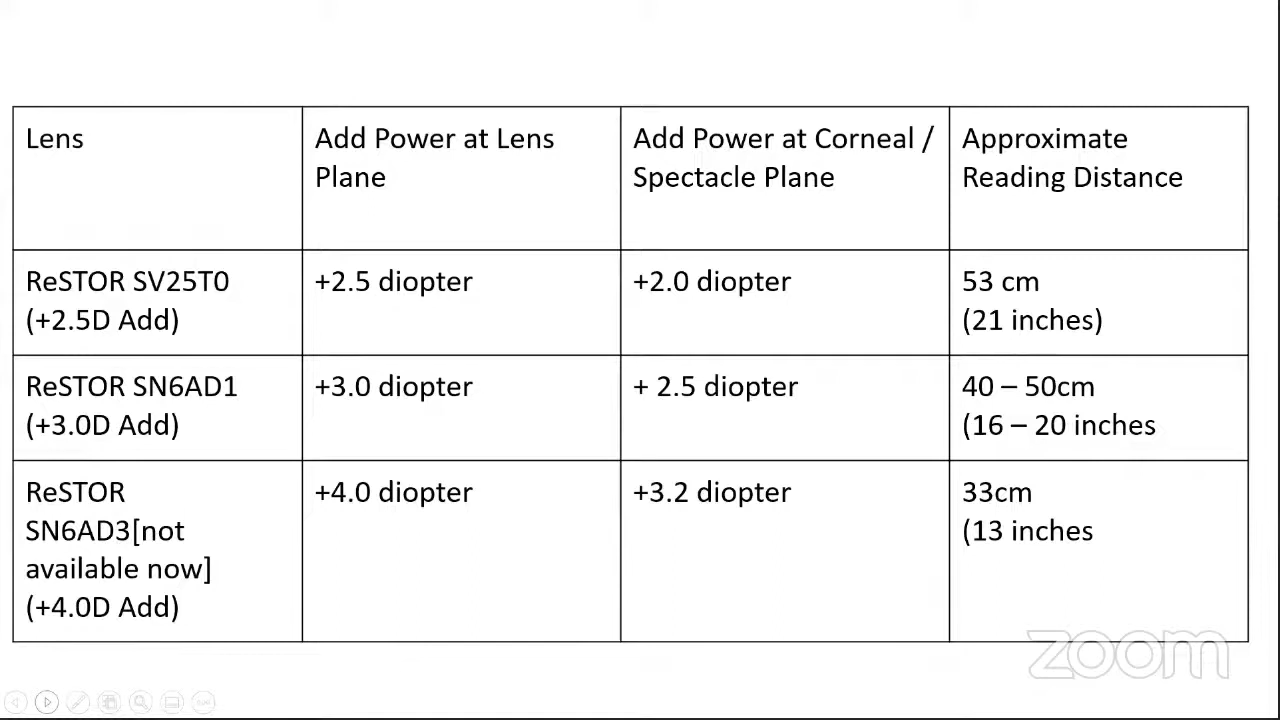 Lens
Add Power at Lens
Plane
Add Power at Corneal /
Spectacle Plane
Approximate
Reading Distance
ReSTOR SV25T0
(+2.5D Add)
+2.5 diopter
+2.0 diopter
53 cm
(21 inches)
ReSTOR SN6AD1
(+3.0D Add)
+3.0 diopter
+ 2.5 diopter
40 – 50cm
(16 – 20 inches
ReSTOR
SN6AD3[not
available now]
(+4.0D Add)
+4.0 diopter
+3.2 diopter
33cm
(13 inches
zoom